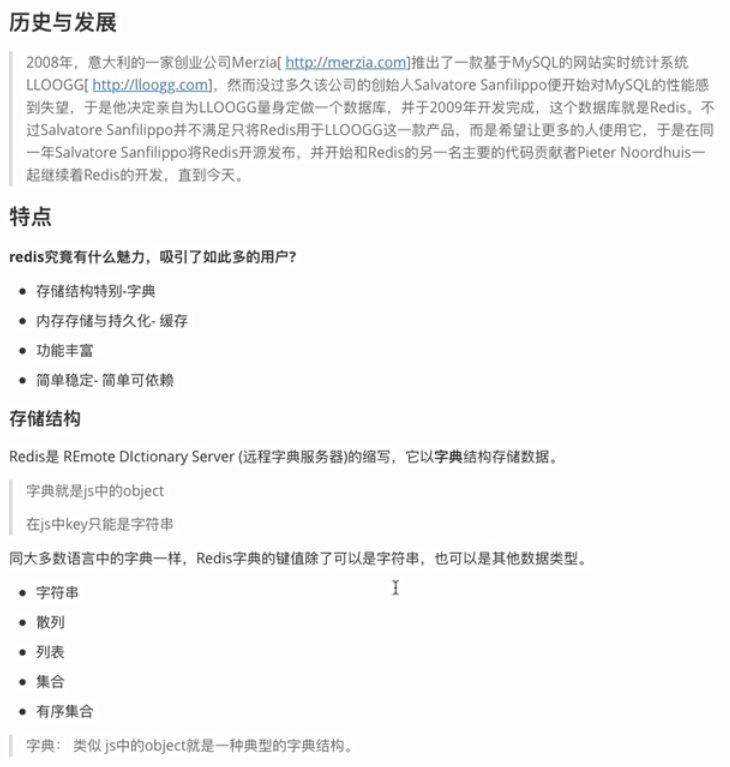 历史与发展
2008年，意大利的一家创业公司Merzia[ http://merzia.com]推出了一款基于MySQL的网站实时统计系统
LLOOGG[ http://lloogg.com]，然而没过多久该公司的创始人Salvatore Sanfilippo便开始对MySQL的性能感
到失望，于是他决定亲自为LLOOGG量身定做一个数据库，并于2009年开发完成，这个数据库就是Redis。不
过Salvatore Sanfilippo并不满足只将Redis用于LLOOGG这一款产品，而是希望让更多的人使用它，于是在同
一年Salvatore Sanfilippo将Redis开源发布，并开始和Redis的另一名主要的代码贡献者Pieter Noordhuis一
起继续着Redis的开发，直到今天。
特点
redis究竟有什么魅力，吸引了如此多的用户?
• 存储结构特别-字典
• 内存存储与持久化- 缓存
• 功能丰富
• 简单稳定- 简单可依赖
存储结构
Redis是 REmote DIctionary Server (远程字典服务器)的缩写，它以字典结构存储数据。
字典就是js中的object
在js中key只能是字符串
同大多数语言中的字典一样，Redis字典的键值除了可以是字符串，也可以是其他数据类型。
• 字符串
• 散列
• 列表
• 集合
• 有序集合
字典： 类似 js中的object就是一种典型的字典结构。